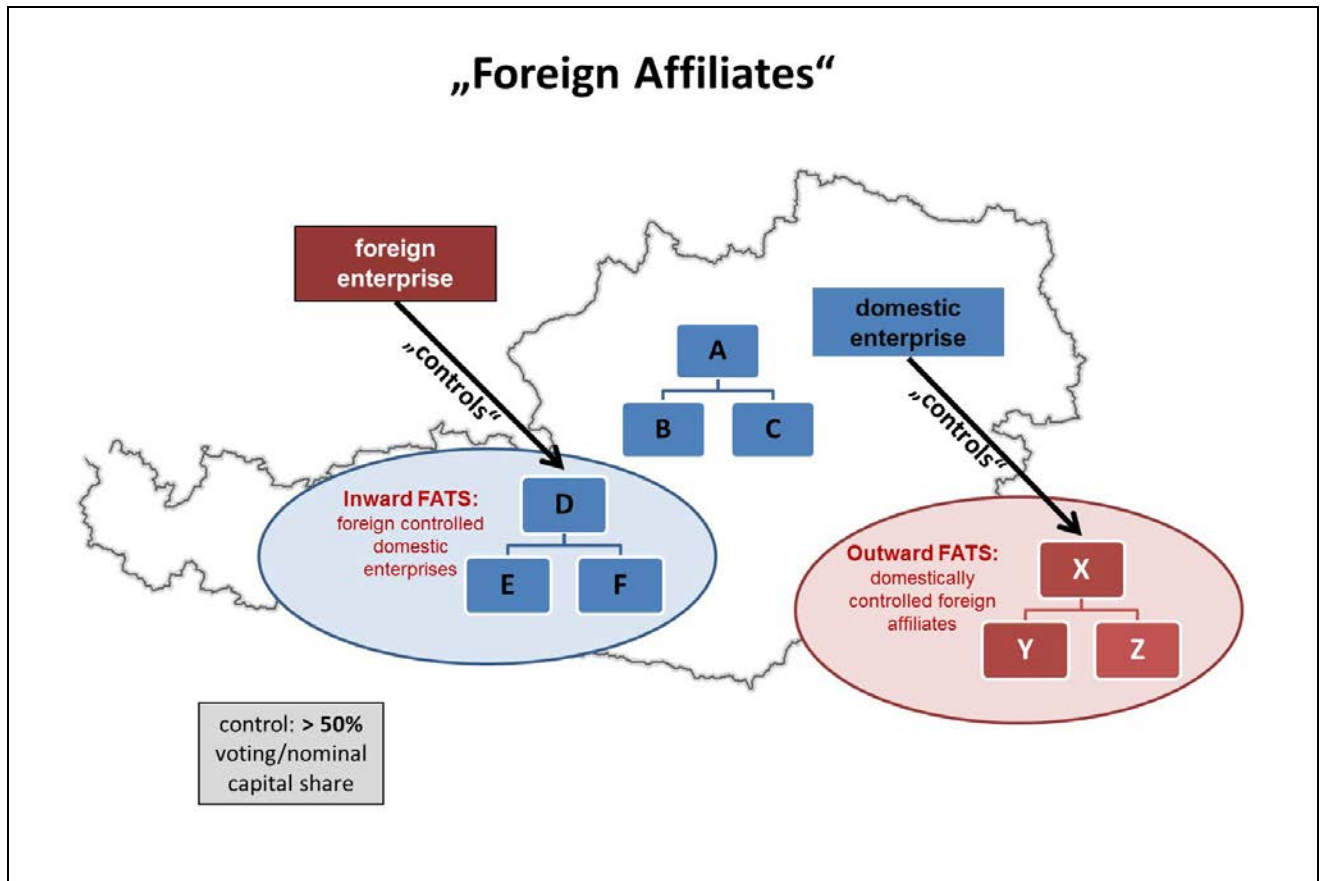 „Foreign Affiliates“
foreign
enterprise
„controls“
domestic
enterprise
„controls“
A
B
C
Inward FATS:
foreign controlled
domestic
enterprises
D
E
F
Outward FATS:
domestically
controlled foreign
affiliates
X
Y
Z
control: > 50%
voting/nominal
capital share